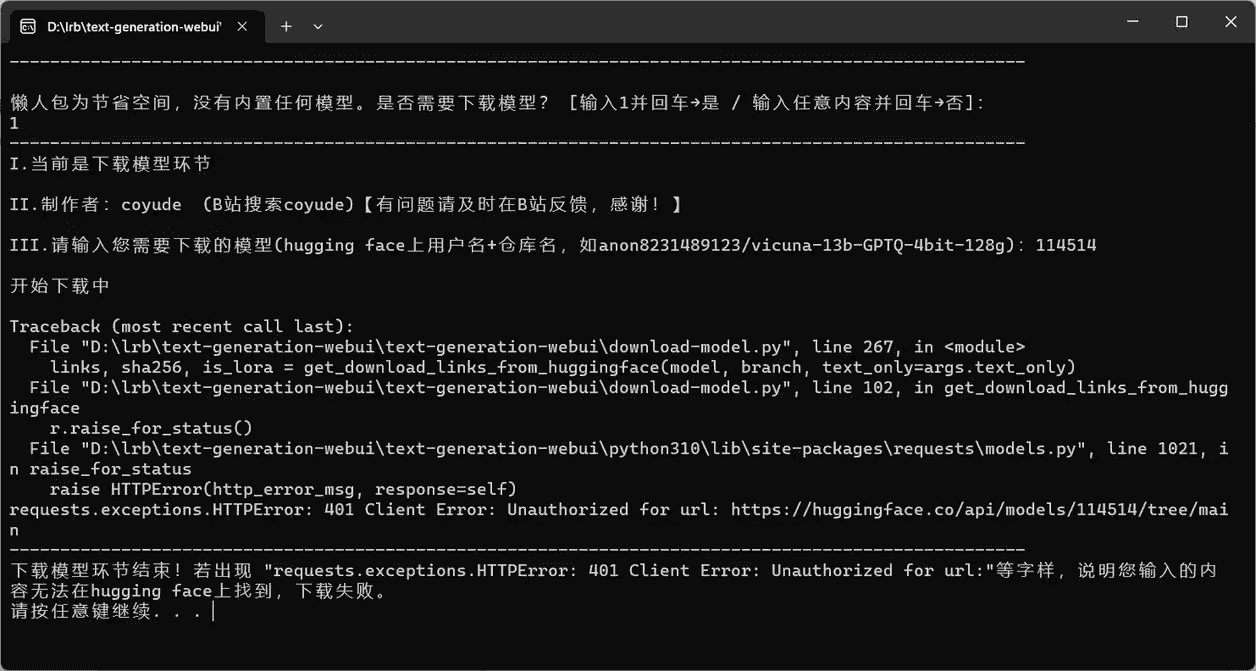 D:\lrb\text-generation-webui'
--------------------------------------------------------------------------------------------------------
懒人包为节省空间，没有内置任何模型。是否需要下载模型？ [输入1并回车→是 / 输入任意内容并回车→否]:
1
--------------------------------------------------------------------------------------------------------
I.当前是下载模型环节
II.制作者：coyude （B站搜索coyude)【有问题请及时在B站反馈，感谢！】
III.请输入您需要下载的模型(hugging face上用户名+仓库名，如anon8231489123/vicuna-13b-GPTQ-4bit-128g)：114514
开始下载中
Traceback (most recent call last):
  File "D:\lrb\text-generation-webui\text-generation-webui\download-model.py", line 267, in <module>
    links, sha256, is_lora = get_download_links_from_huggingface(model, branch, text_only=args.text_only)
  File "D:\lrb\text-generation-webui\text-generation-webui\download-model.py", line 102, in get_download_links_from_hugg
ingface
    r.raise_for_status()
  File "D:\lrb\text-generation-webui\text-generation-webui\python310\lib\site-packages\requests\models.py", line 1021, i
n raise_for_status
    raise HTTPError(http_error_msg, response=self)
requests.exceptions.HTTPError: 401 Client Error: Unauthorized for url: https://huggingface.co/api/models/114514/tree/mai
n
--------------------------------------------------------------------------------------------------------
下载模型环节结束！若出现 "requests.exceptions.HTTPError: 401 Client Error: Unauthorized for url:"等字样，说明您输入的内
容无法在hugging face上找到，下载失败。
请按任意键继续. . .